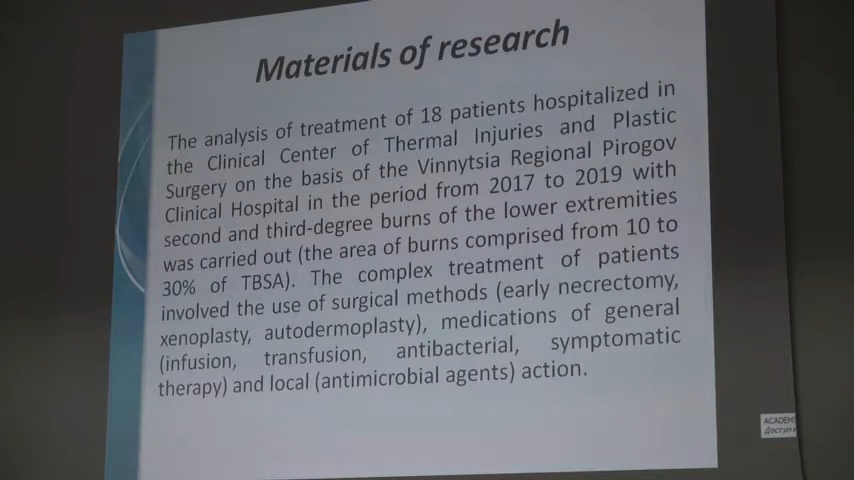 Materials of research
The analysis of treatment of 18 patients hospitalized in
the Clinical Center of Thermal Injuries and Plastic
Surgery on the basis of the Vinnytsia Regional Pirogov
Clinical Hospital in the period from 2017 to 2019 with
second and third-degree burns of the lower extremities
was carried out (the area of burns comprised from 10 to
30% of TBSA). The complex treatment of patients
involved the use of surgical methods (early necrectomy,
xenoplasty, autodermoplasty), medications of general
(infusion, transfusion, antibacterial, symptomatic
therapy) and local (antimicrobial agents) action.